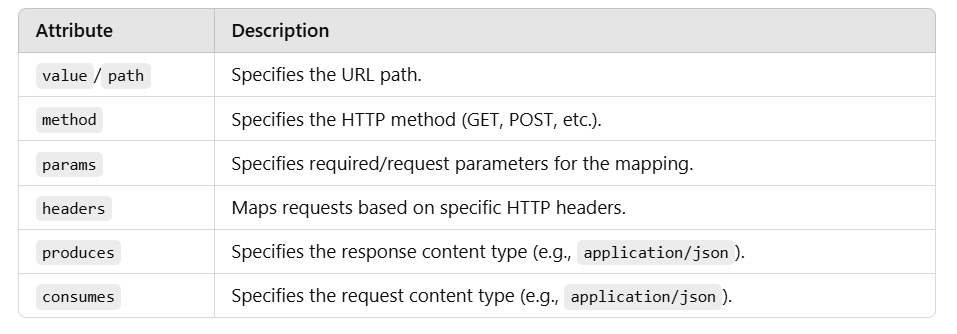 Attribute Description
value / path Specifies the URL path.
method Specifies the HTTP method (GET, POST, etc.).
params Specifies required/request parameters for the mapping.
headers Maps requests based on specific HTTP headers.
produces Specifies the response content type (e.g., application/json ).
consumes Specifies the request content type (e.g., application/json ).